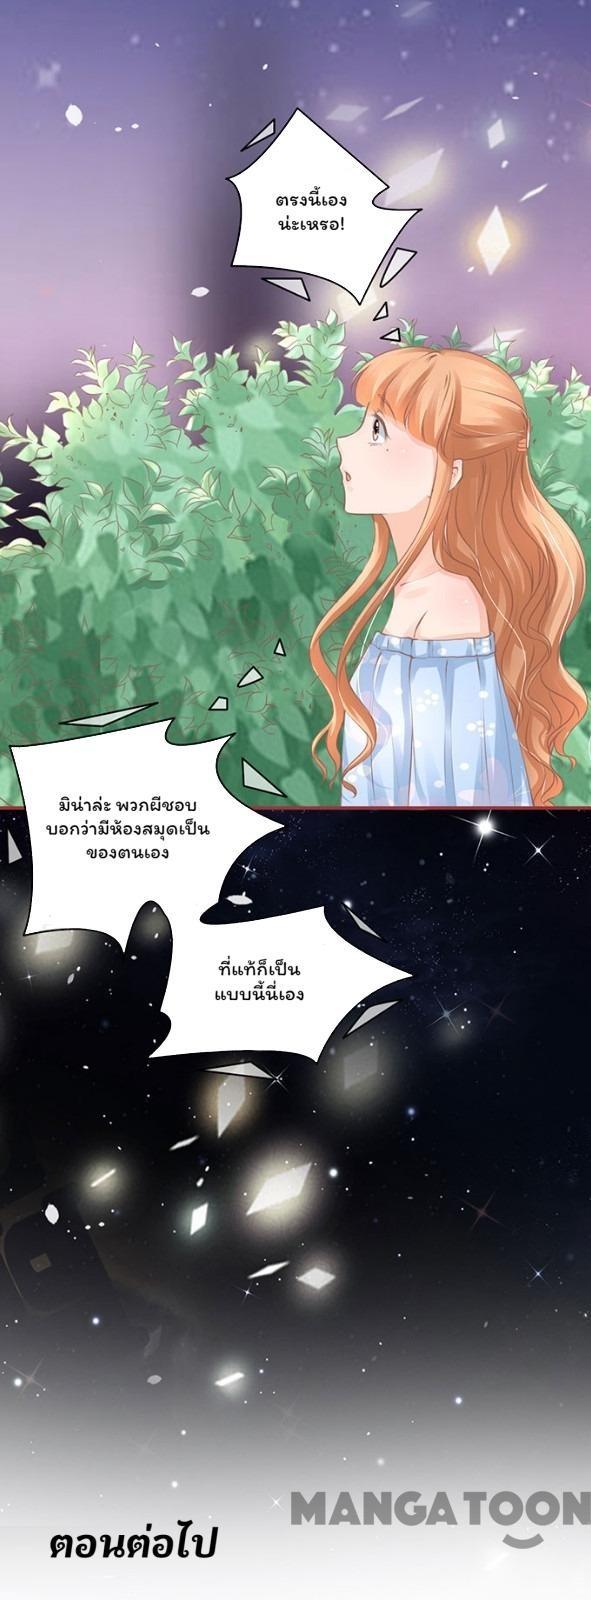 ตรงนี้เอง
น่ะเหรอ!
มิน่าล่ะ พวกผีชอบ
บอกว่ามีห้องสมุดเป็น
ของตนเอง
ที่แท้ก็เป็น
แบบนี้นี่เอง
MANGATOON
ตอนต่อไป